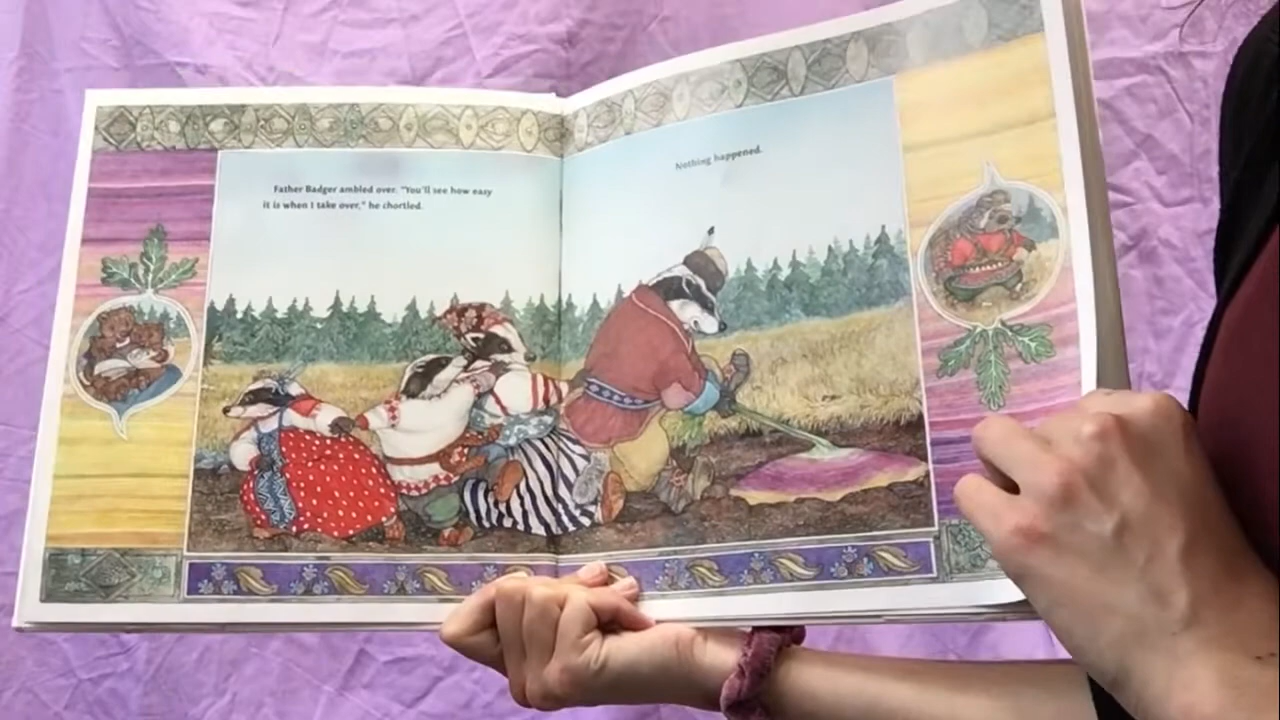 Father Badger ambled over. "You'll see how easy
it is when I take over," he chortled.
Nothing happened.